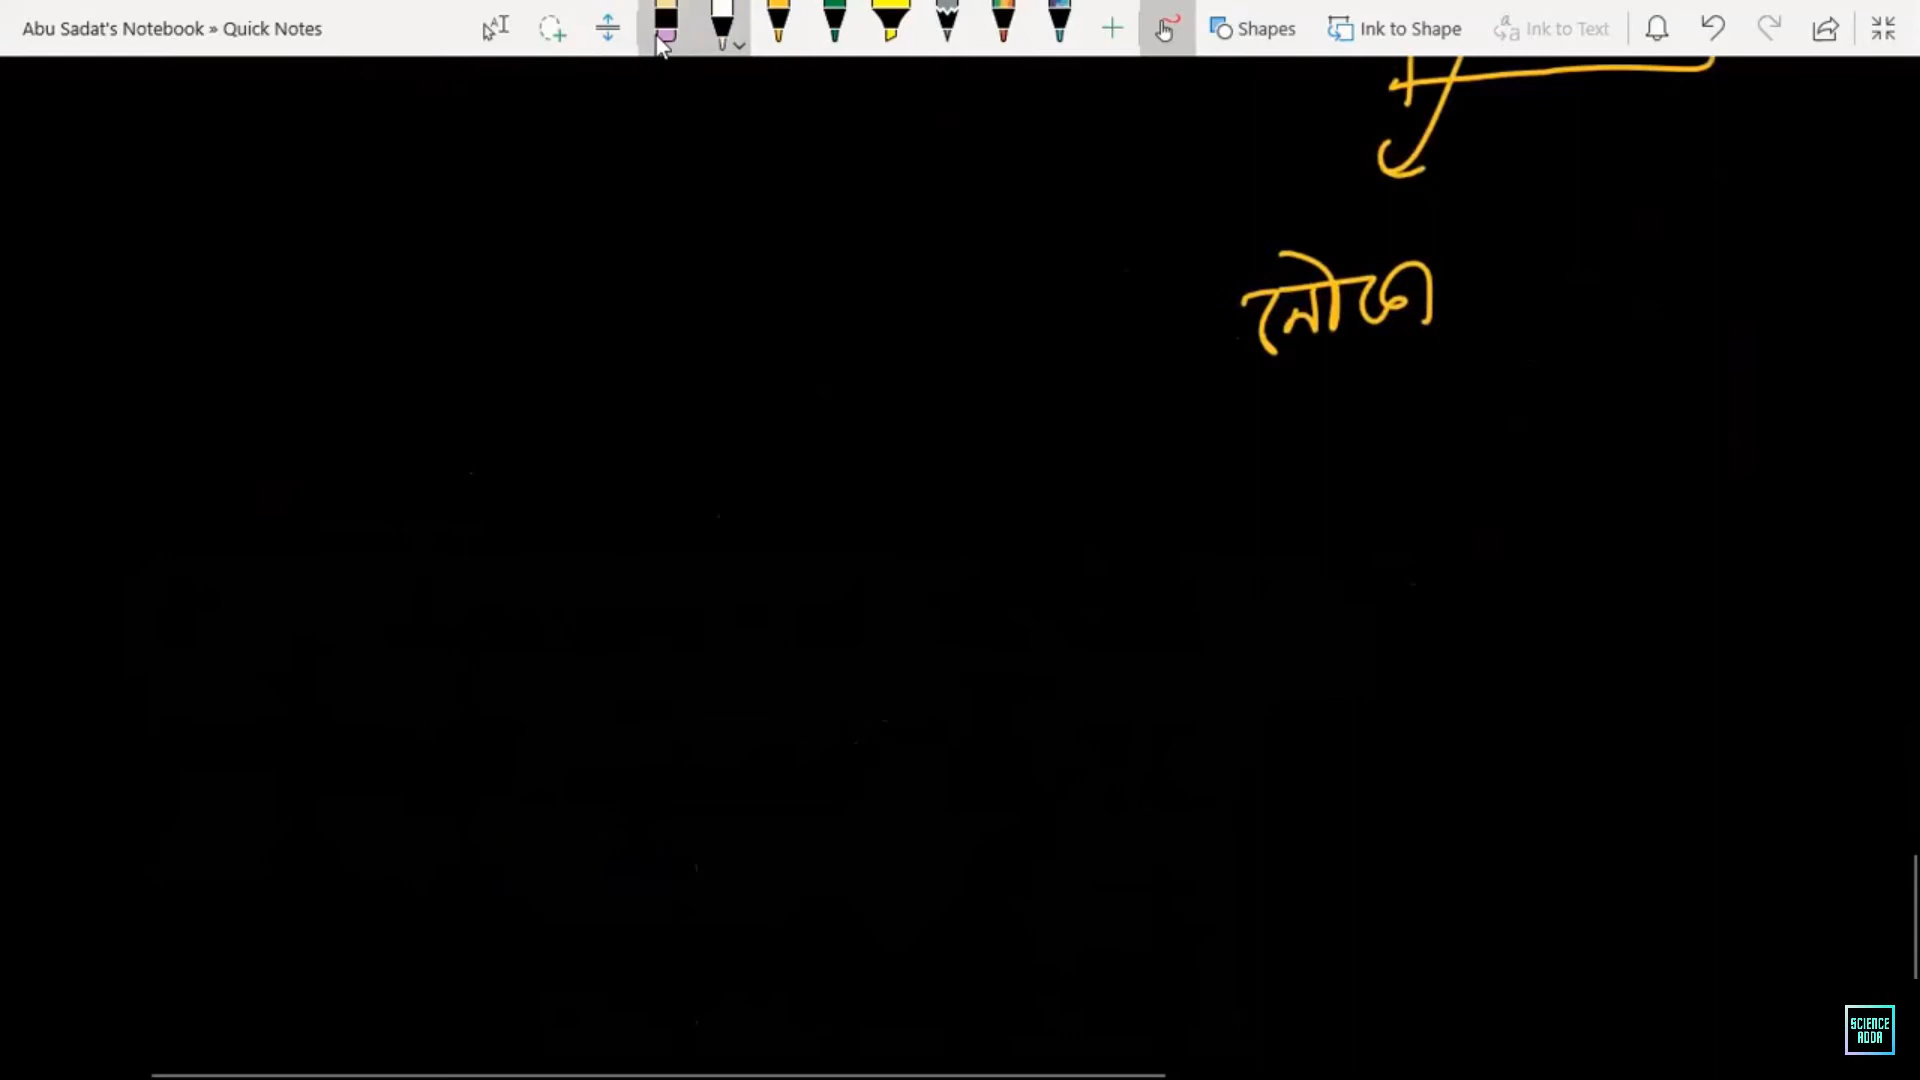 Abu Sadat's Notebook » Quick Notes
Shapes
Ink to Shape
Ink to Text
SCIENCE
ADDA